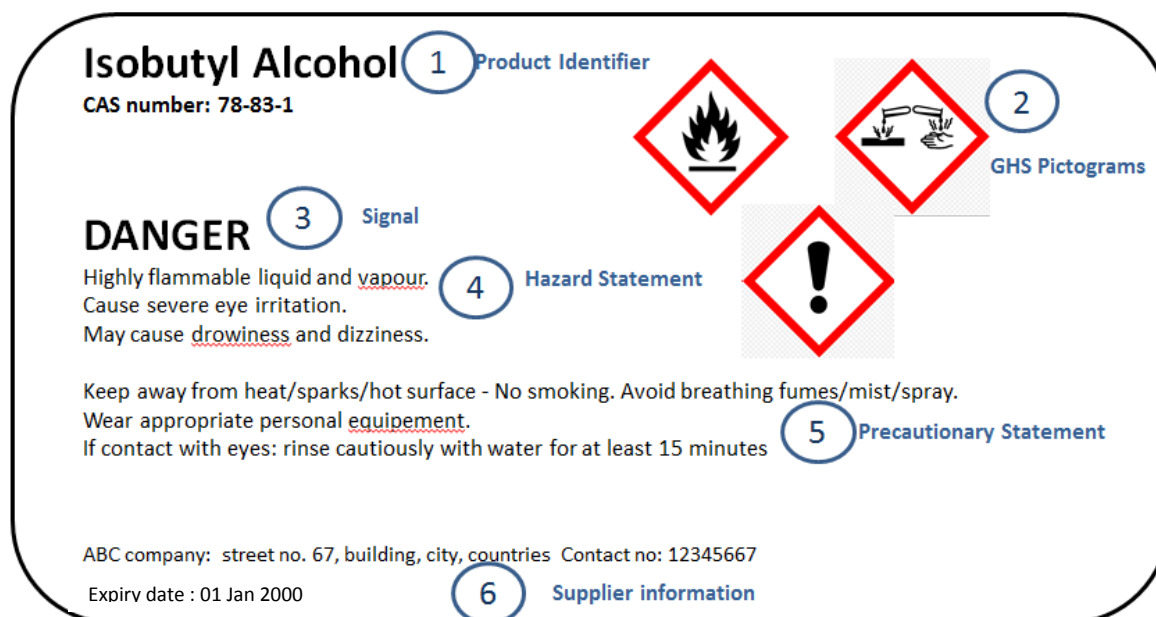 Isobutyl Alcohol 1 Product Identifier
CAS number: 78-83-1
2
GHS Pictograms
DANGER 3 Signal
Highly flammable liquid and vapour. 4 Hazard Statement
Cause severe eye irritation.
May cause drowiness and dizziness.
Keep away from heat/sparks/hot surface - No smoking. Avoid breathing fumes/mist/spray.
Wear appropriate personal equipement.
If contact with eyes: rinse cautiously with water for at least 15 minutes 5 Precautionary Statement
ABC company: street no. 67, building, city, countries Contact no: 12345667
Expiry date : 01 Jan 2000 6 Supplier information